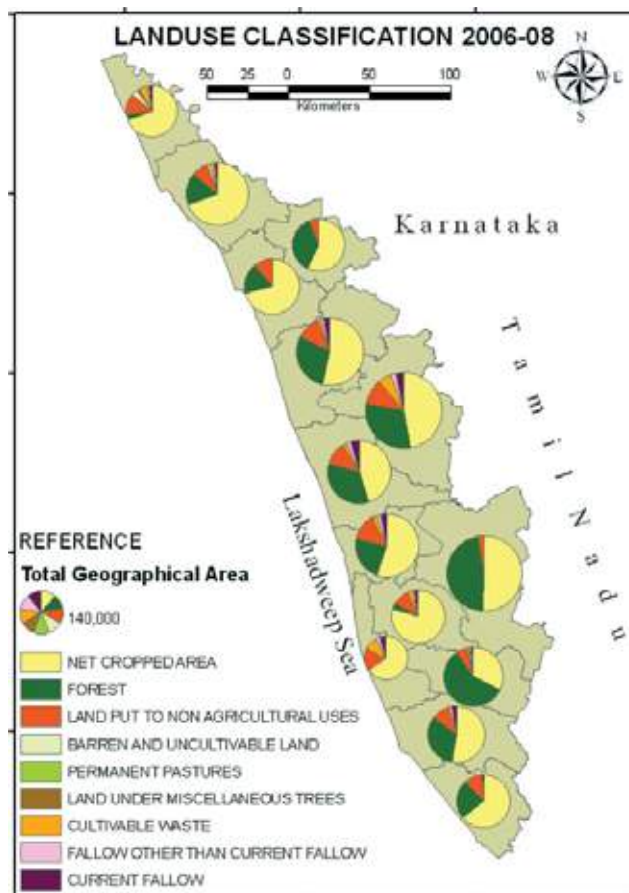 LANDUSE CLASSIFICATION 2006-08
N
W E
S
50 25 0 50 100
Kilometers
Karnataka
Tamil Nadu
Lakshadweep Sea
REFERENCE
Total Geographical Area
140,000
NET CROPPED AREA
FOREST
LAND PUT TO NON AGRICULTURAL USES
BARREN AND UNCULTIVABLE LAND
PERMANENT PASTURES
LAND UNDER MISCELLANEOUS TREES
CULTIVABLE WASTE
FALLOW OTHER THAN CURRENT FALLOW
CURRENT FALLOW